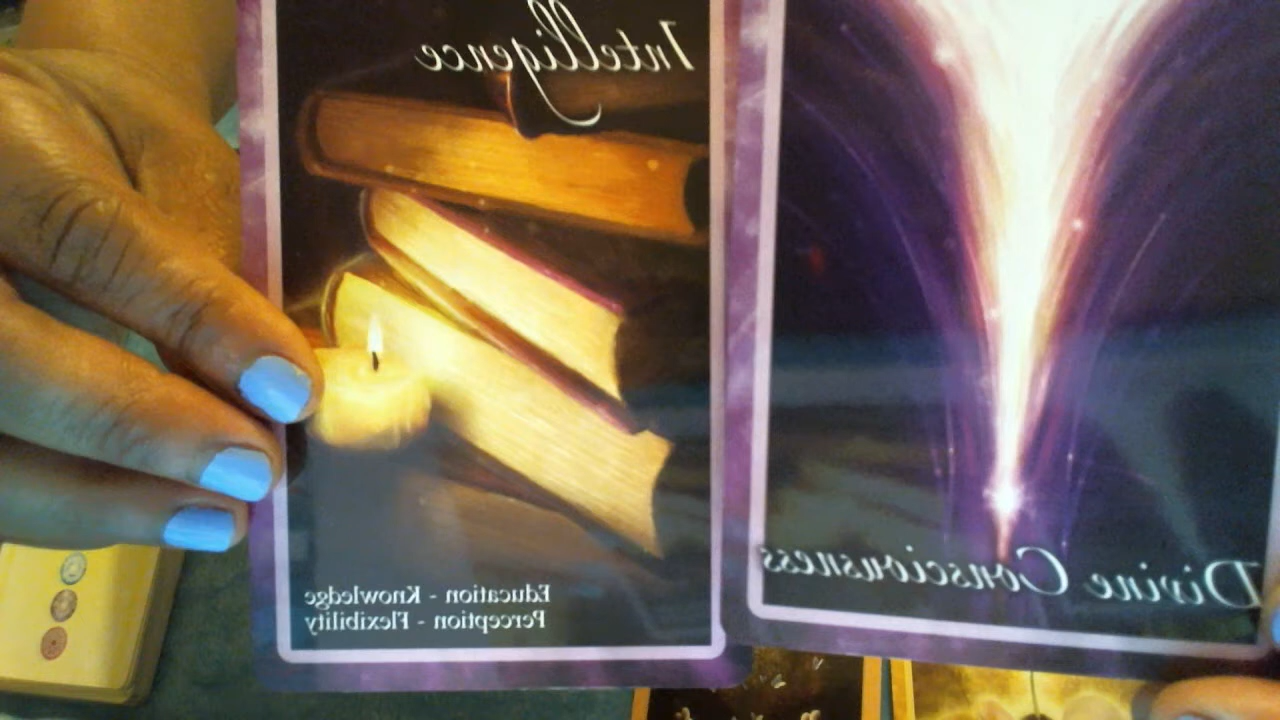 Intelligence
Education - Knowledge
Perception - Flexibility
Divine Consciousness